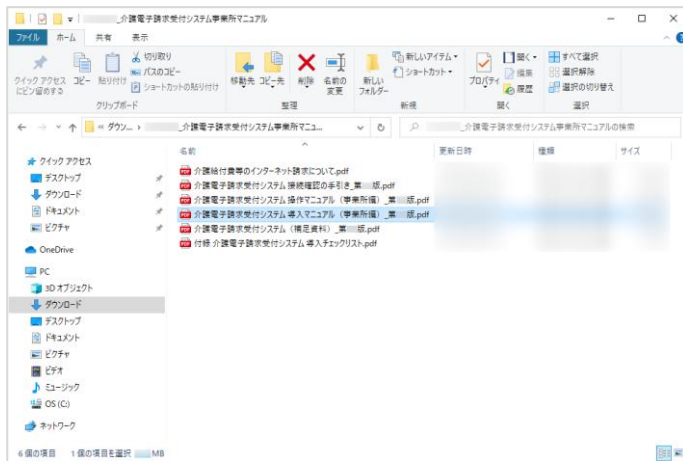 _介護電子請求受付システム事業所マニュアル
ファイル ホーム 共有 表示
クイック アクセスにピン留めする
コピー
貼り付け
切り取り
パスのコピー
ショートカットの貼り付け
クリップボード
移動先
コピー先
削除
名前の変更
整理
新しいフォルダー
新しいアイテム
ショートカット
新規
プロパティ
開く
編集
履歴
開く
すべて選択
選択解除
選択の切り替え
選択
« ダウン... › _介護電子請求受付システム事業所マニュ...
_介護電子請求受付システム事業所マニュアルの検索
クイック アクセス
デスクトップ
ダウンロード
ドキュメント
ピクチャ
OneDrive
PC
3D オブジェクト
ダウンロード
デスクトップ
ドキュメント
ピクチャ
ビデオ
ミュージック
OS (C:)
ネットワーク
名前 更新日時 種類 サイズ
介護給付費等のインターネット請求について.pdf
介護電子請求受付システム 接続確認の手引き_第 版.pdf
介護電子請求受付システム 操作マニュアル(事業所編)_第 版.pdf
介護電子請求受付システム 導入マニュアル(事業所編)_第 版.pdf
介護電子請求受付システム(補足資料)_第 版.pdf
付録 介護電子請求受付システム 導入チェックリスト.pdf
6 個の項目 1 個の項目を選択 MB